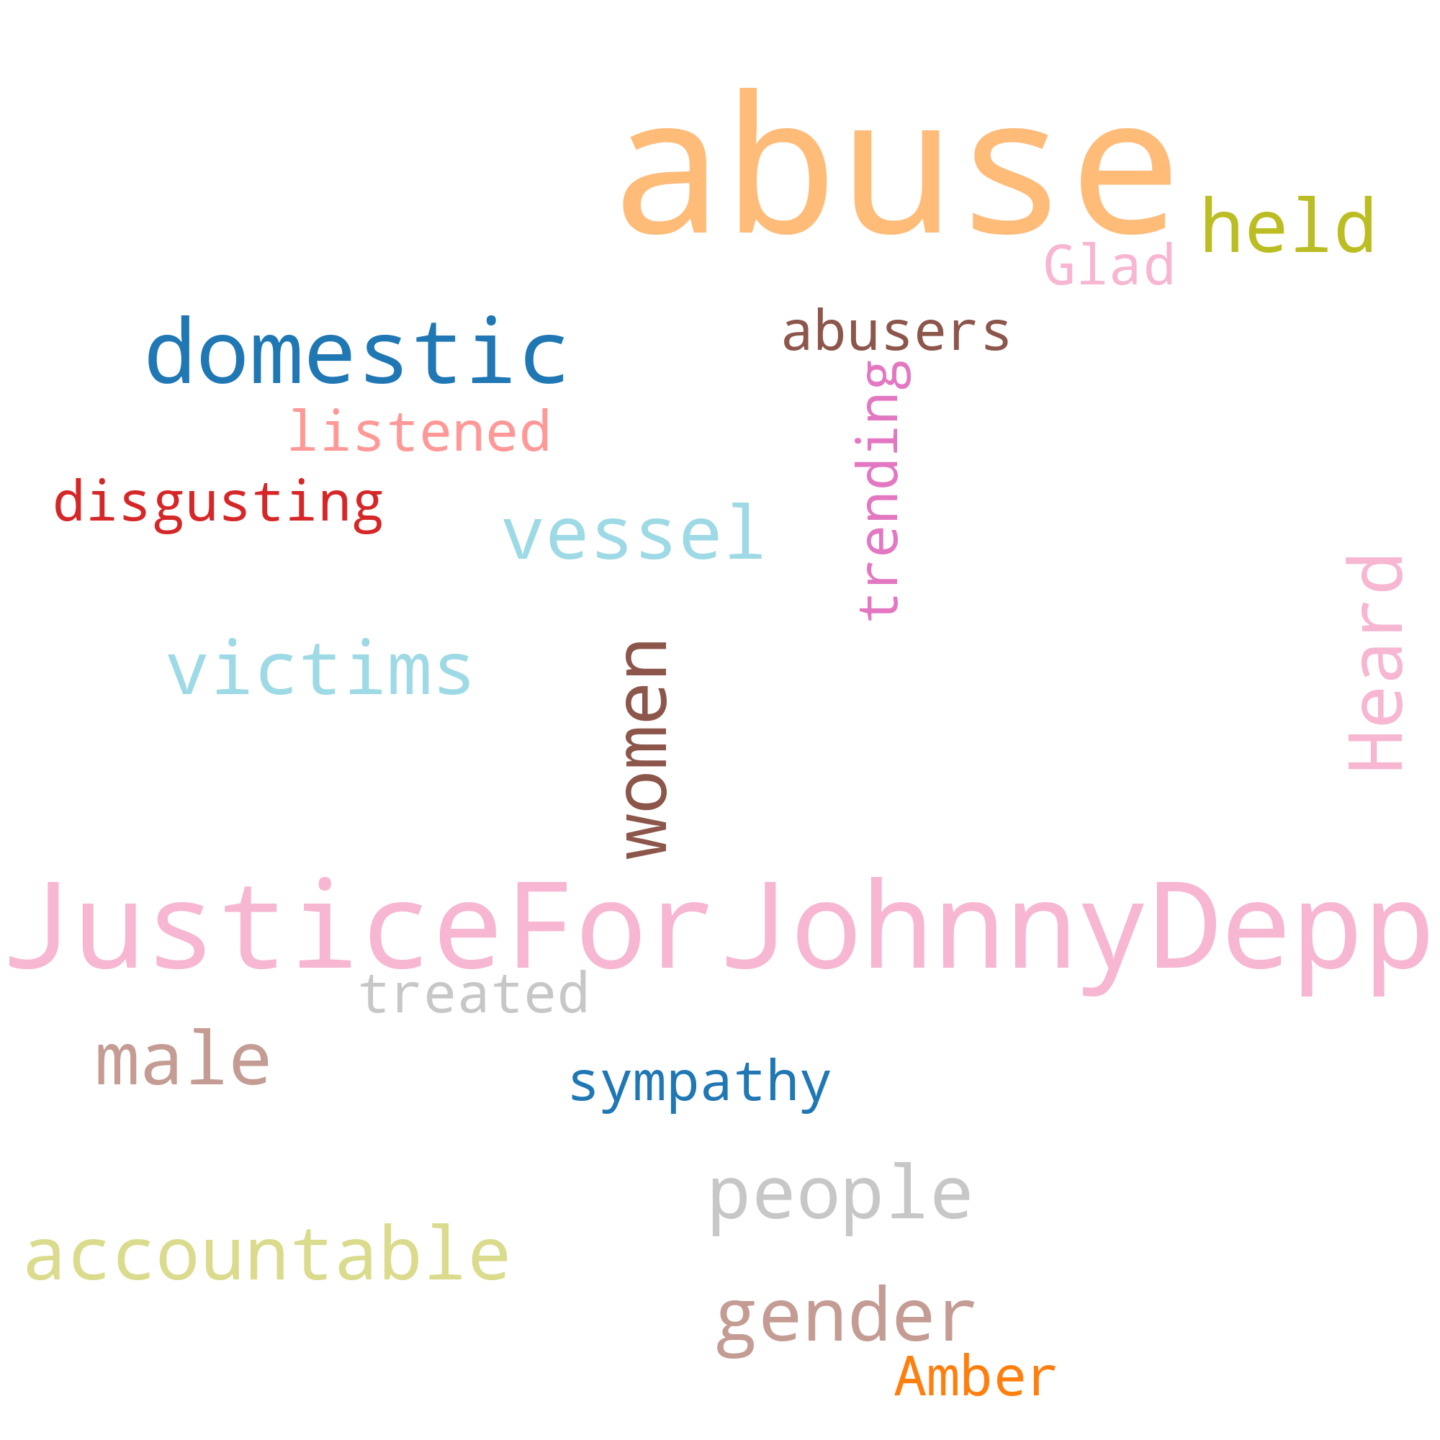 abuse
held
Glad
abusers
domestic
trending
listened
disgusting
vessel
Heard
victims
women
JusticeForJohnnyDepp
treated
male
sympathy
people
accountable
gender
Amber